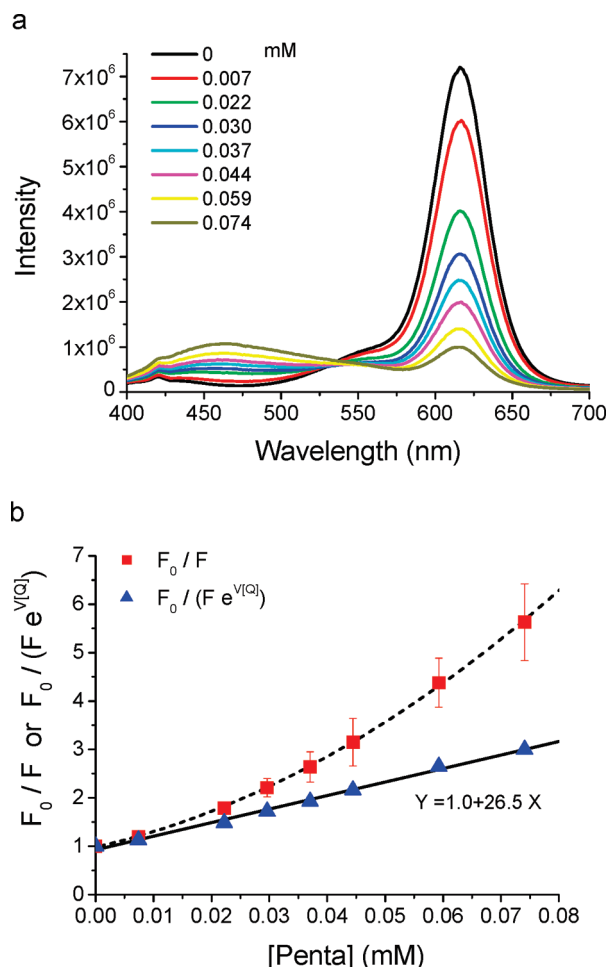 a
0 mM
0.007
0.022
0.030
0.037
0.044
0.059
0.074
7x10⁶
6x10⁶
5x10⁶
4x10⁶
3x10⁶
2x10⁶
1x10⁶
0
Intensity
400 450 500 550 600 650 700
Wavelength (nm)
b
F₀ / F
F₀ / (F e^V[Q])
7
6
5
4
3
2
1
0
F₀ / F or F₀ / (F e^V[Q])
Y =1.0+26.5 X
0.00 0.01 0.02 0.03 0.04 0.05 0.06 0.07 0.08
[Penta] (mM)